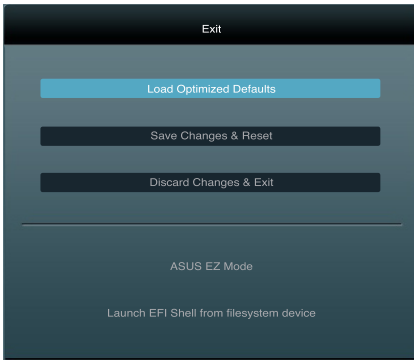 Exit
Load Optimized Defaults
Save Changes & Reset
Discard Changes & Exit
ASUS EZ Mode
Launch EFI Shell from filesystem device